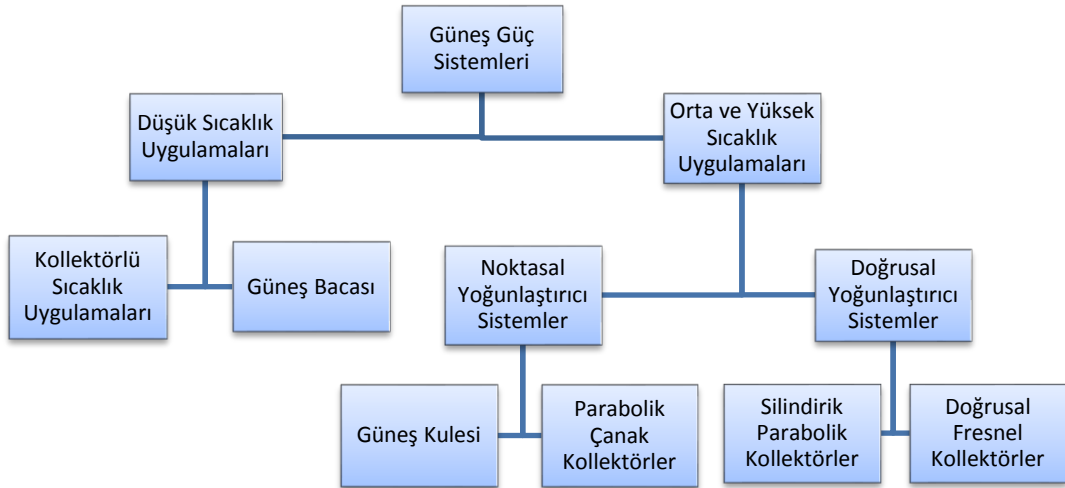 Güneş Güç
Sistemleri
Düşük Sıcaklık
Uygulamaları
Orta ve Yüksek
Sıcaklık
Uygulamaları
Kollektörlü
Sıcaklık
Uygulamaları
Güneş Bacası
Noktasal
Yoğunlaştırıcı
Sistemler
Doğrusal
Yoğunlaştırıcı
Sistemler
Güneş Kulesi
Parabolik
Çanak
Kollektörler
Silindirik
Parabolik
Kollektörler
Doğrusal
Fresnel
Kollektörler